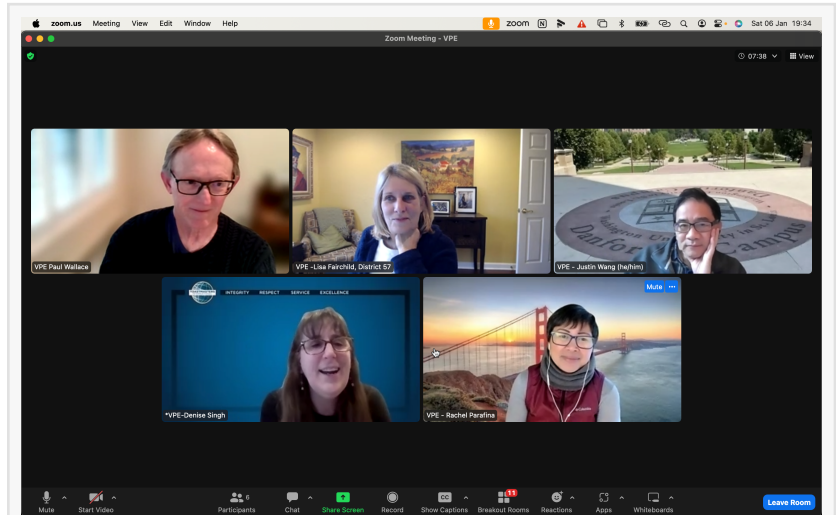 zoom.us Meeting View Edit Window Help zoom Sat 06 Jan 19:34
Zoom Meeting - VPE
07:38 View
VPE Paul Wallace
VPE -Lisa Fairchild, District 57
VPE - Justin Wang (he/him)
INTEGRITY RESPECT SERVICE EXCELLENCE
*VPE-Denise Singh
Mute ...
VPE - Rachel Parafina
6
CC
11
Mute Start Video Participants Chat Share Screen Record Show Captions Breakout Rooms Reactions Apps Whiteboards
Leave Room